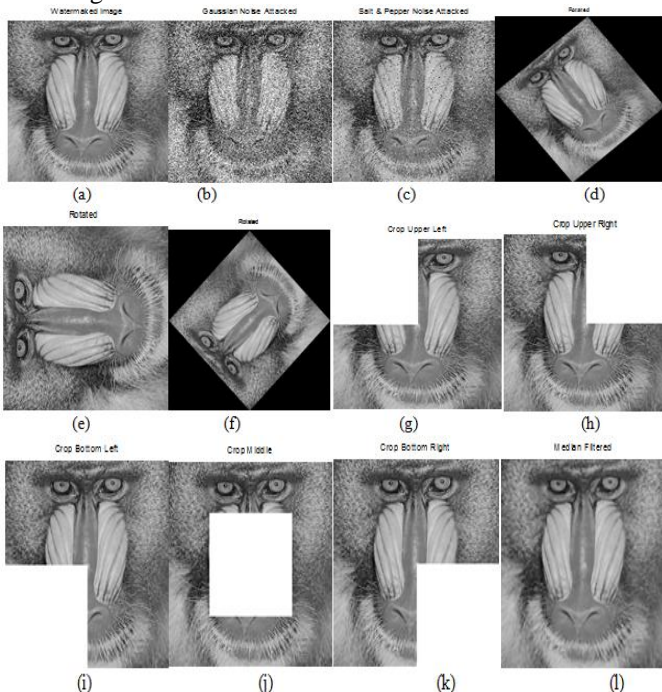 Watermaked Image
Gaussian Noise Attacked
Salt & Pepper Noise Attacked
Rotated
(a)
(b)
(c)
(d)
Rotated
Rotated
Crop Upper Left
Crop Upper Right
(e)
(f)
(g)
(h)
Crop Bottom Left
Crop Middle
Crop Bottom Right
Median Filtered
(i)
(j)
(k)
(l)